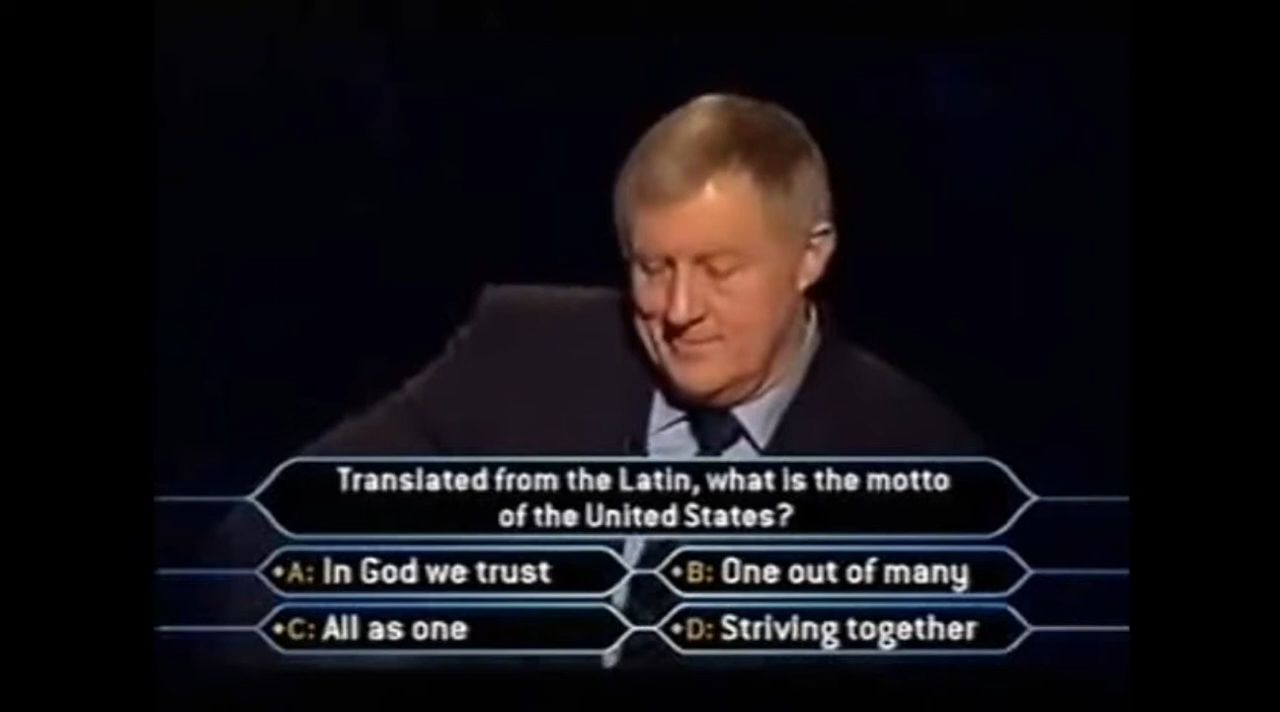 Translated from the Latin, what is the motto
of the United States?
•A: In God we trust
•B: One out of many
•C: All as one
•D: Striving together